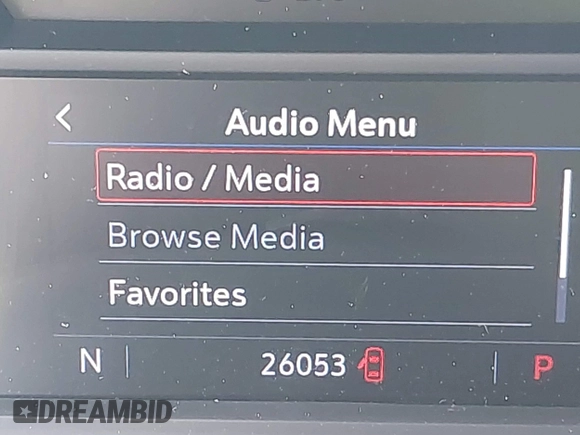 Audio Menu
Radio / Media
Browse Media
Favorites
N 26053 P
DREAMBID